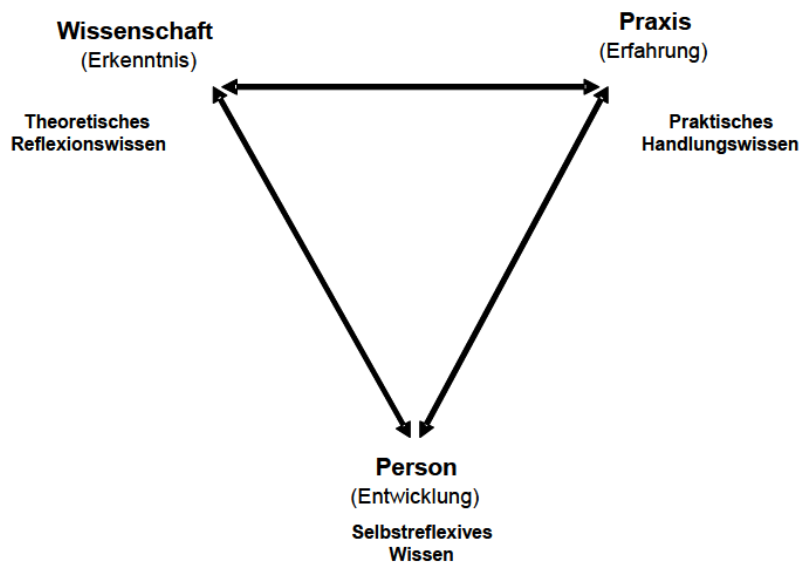 Wissenschaft
(Erkenntnis)
Praxis
(Erfahrung)
Theoretisches
Reflexionswissen
Praktisches
Handlungswissen
Person
(Entwicklung)
Selbstreflexives
Wissen